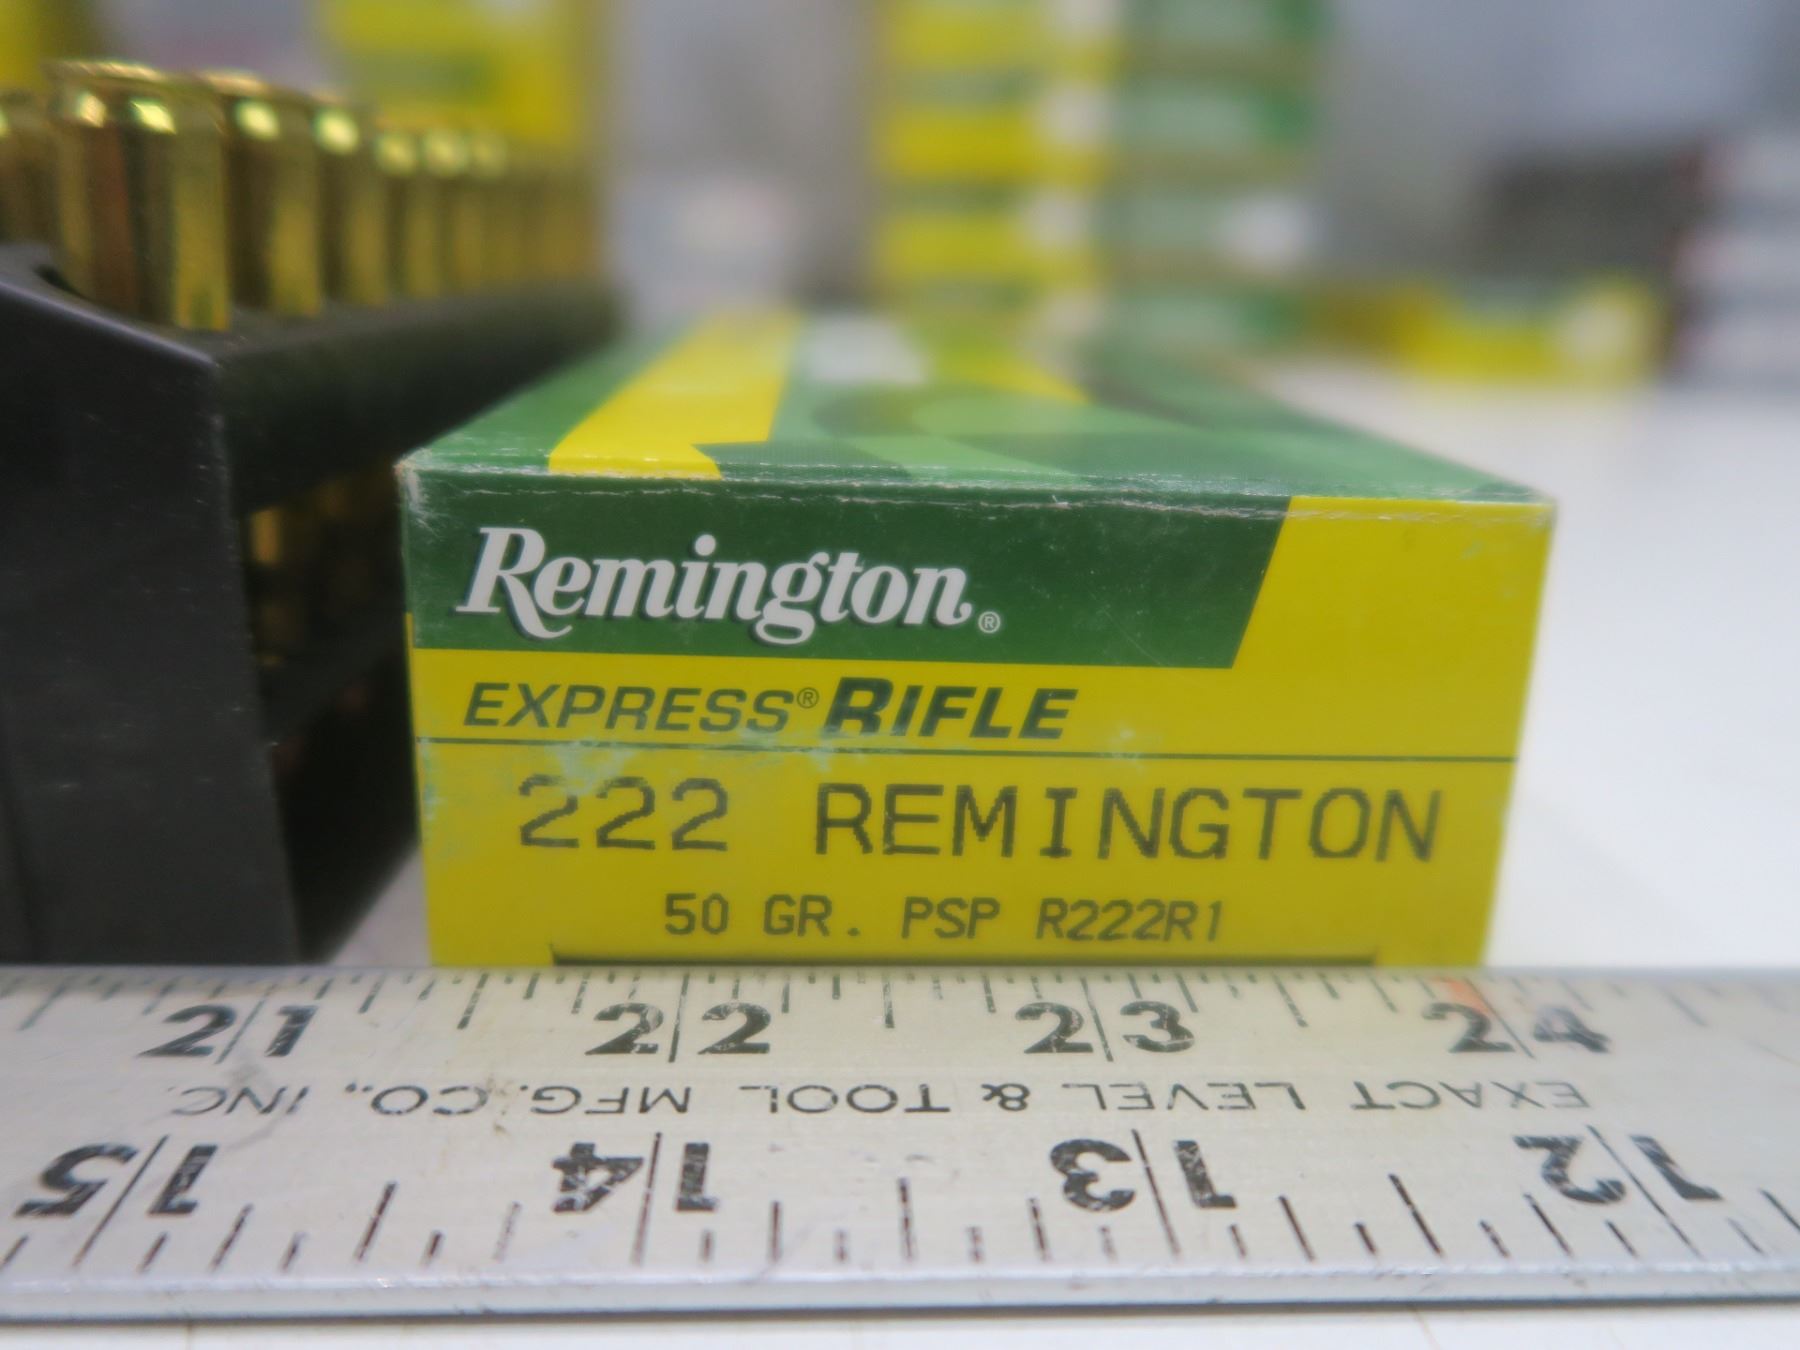 Remington®
EXPRESS® RIFLE
222 REMINGTON
50 GR. PSP R222R1
21 22 23 24
EXACT LEVEL & TOOL MFG. CO., INC.
12 13 14 15